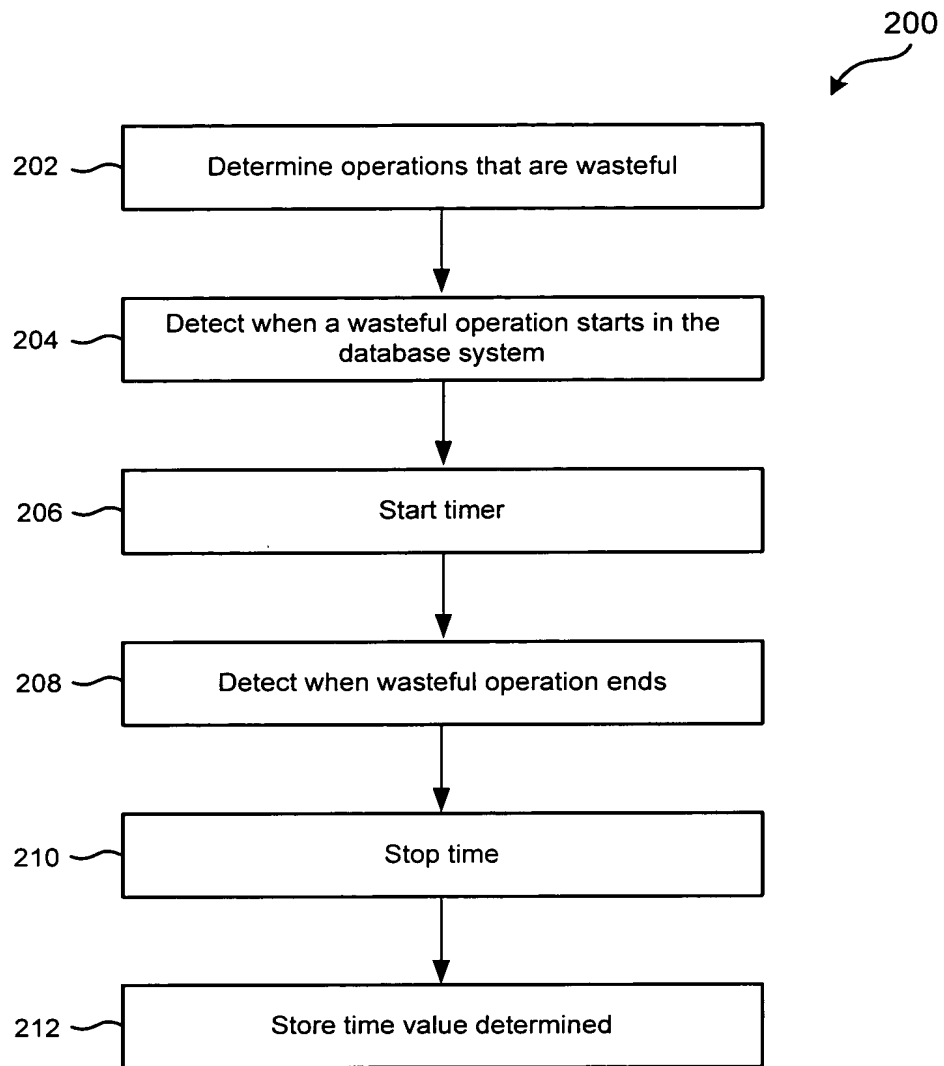 200
202
Determine operations that are wasteful
204
Detect when a wasteful operation starts in the
database system
206
Start timer
208
Detect when wasteful operation ends
210
Stop time
212
Store time value determined